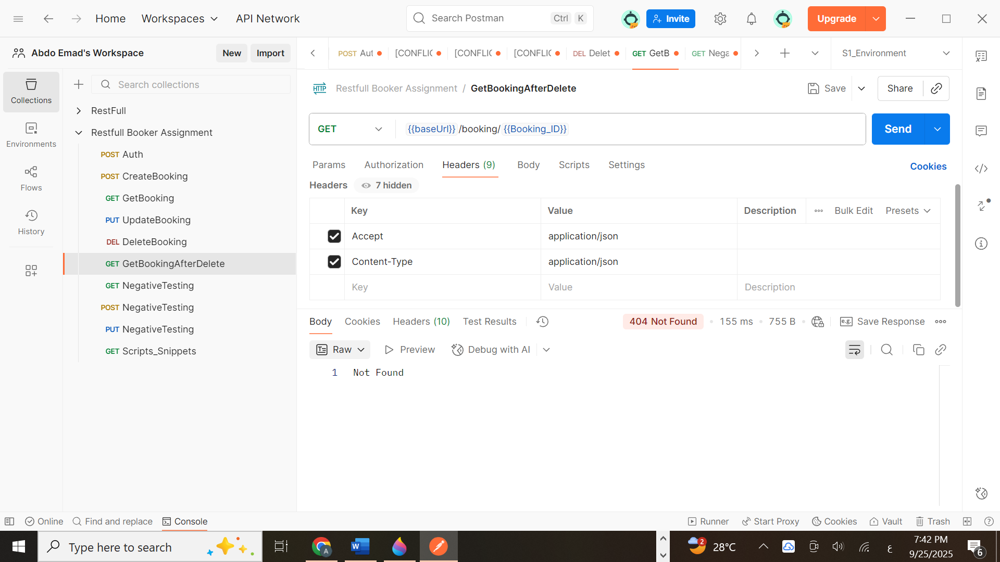 Home
Workspaces
API Network
Search Postman
Ctrl
K
Invite
Upgrade
Abdo Emad's Workspace
New
Import
POST Aut
[CONFLIC
[CONFLIC
[CONFLIC
DEL Delet
GET GetB
GET Nega
S1_Environment
Collections
Environments
Flows
History
Search collections
RestFull
Restfull Booker Assignment
POST Auth
POST CreateBooking
GET GetBooking
PUT UpdateBooking
DEL DeleteBooking
GET GetBookingAfterDelete
GET NegativeTesting
POST NegativeTesting
PUT NegativeTesting
GET Scripts_Snippets
HTTP
Restfull Booker Assignment / GetBookingAfterDelete
Save
Share
GET
{{baseUrl}} /booking/ {{Booking_ID}}
Send
Params
Authorization
Headers (9)
Body
Scripts
Settings
Cookies
Headers
7 hidden
Key
Value
Description
Bulk Edit
Presets
Accept
application/json
Content-Type
application/json
Key
Value
Description
Body
Cookies
Headers (10)
Test Results
404 Not Found
155 ms
755 B
e.g.
Save Response
Raw
Preview
Debug with AI
1 Not Found
Online
Find and replace
Console
Runner
Start Proxy
Cookies
Vault
Trash
Type here to search
A
W
2
28°C
ع
7:42 PM
9/25/2025
6